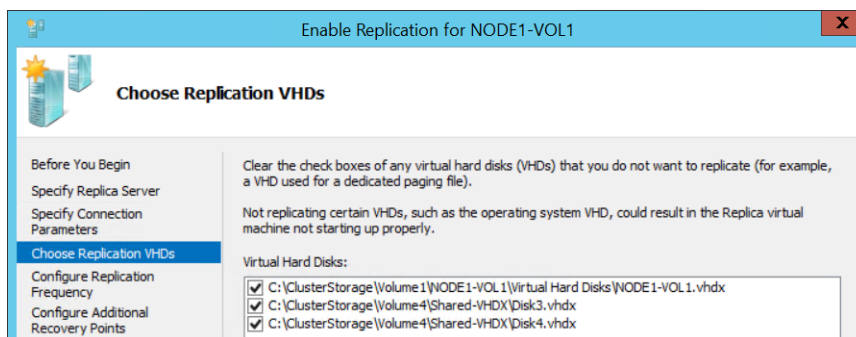 Enable Replication for NODE1-VOL1
X
Choose Replication VHDs
Before You Begin
Specify Replica Server
Specify Connection
Parameters
Choose Replication VHDs
Configure Replication
Frequency
Configure Additional
Recovery Points
Clear the check boxes of any virtual hard disks (VHDs) that you do not want to replicate (for example,
a VHD used for a dedicated paging file).
Not replicating certain VHDs, such as the operating system VHD, could result in the Replica virtual
machine not starting up properly.
Virtual Hard Disks:
C:\ClusterStorage\Volume1\NODE1-VOL1\Virtual Hard Disks\NODE1-VOL1.vhdx
C:\ClusterStorage\Volume4\Shared-VHDX\Disk3.vhdx
C:\ClusterStorage\Volume4\Shared-VHDX\Disk4.vhdx